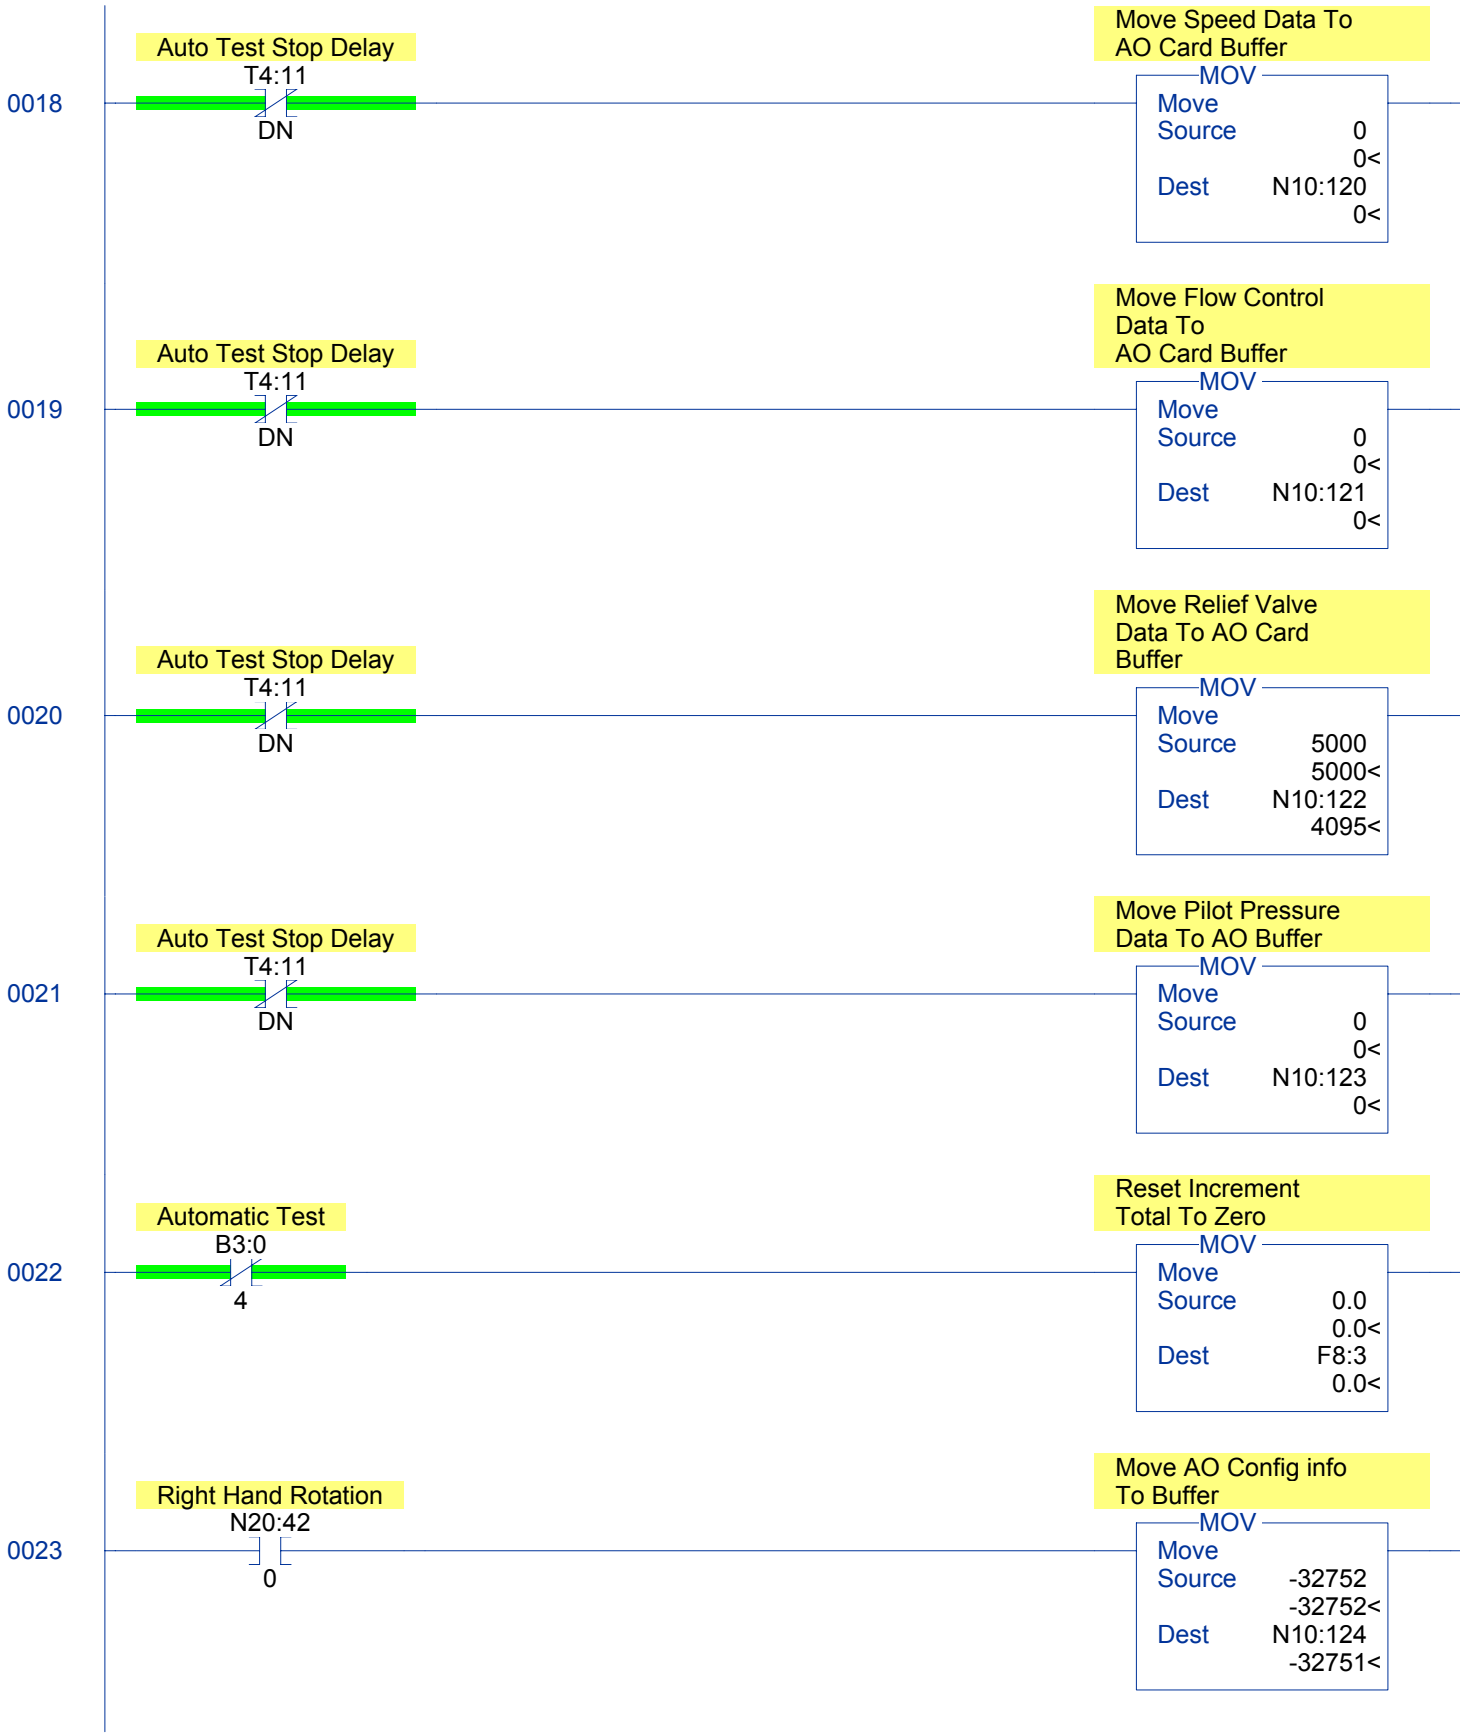 Move Speed Data To
AO Card Buffer
Auto Test Stop Delay
T4:11
DN
0018
MOV
Move
Source 0
0<
Dest N10:120
0<
Move Flow Control
Data To
AO Card Buffer
Auto Test Stop Delay
T4:11
DN
0019
MOV
Move
Source 0
0<
Dest N10:121
0<
Move Relief Valve
Data To AO Card
Buffer
Auto Test Stop Delay
T4:11
DN
0020
MOV
Move
Source 5000
5000<
Dest N10:122
4095<
Move Pilot Pressure
Data To AO Buffer
Auto Test Stop Delay
T4:11
DN
0021
MOV
Move
Source 0
0<
Dest N10:123
0<
Reset Increment
Total To Zero
Automatic Test
B3:0
4
0022
MOV
Move
Source 0.0
0.0<
Dest F8:3
0.0<
Move AO Config info
To Buffer
Right Hand Rotation
N20:42
0
0023
MOV
Move
Source -32752
-32752<
Dest N10:124
-32751<